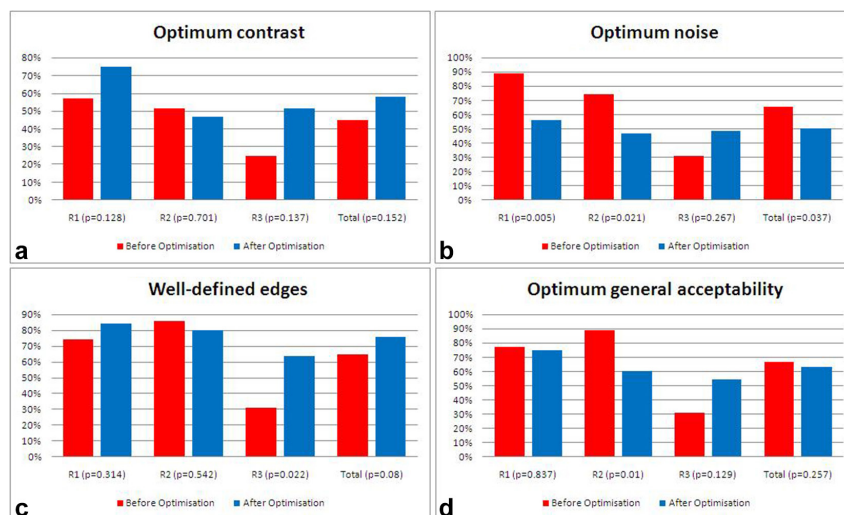 Optimum contrast
80%
70%
60%
50%
40%
30%
20%
10%
0%
R1 (p=0.128) R2 (p=0.701) R3 (p=0.137) Total (p=0.152)
Before Optimisation After Optimisation
a
Optimum noise
100%
90%
80%
70%
60%
50%
40%
30%
20%
10%
0%
R1 (p=0.005) R2 (p=0.021) R3 (p=0.267) Total (p=0.037)
Before Optimisation After Optimisation
b
Well-defined edges
90%
80%
70%
60%
50%
40%
30%
20%
10%
0%
R1 (p=0.314) R2 (p=0.542) R3 (p=0.022) Total (p=0.08)
Before Optimisation After Optimisation
c
Optimum general acceptability
100%
90%
80%
70%
60%
50%
40%
30%
20%
10%
0%
R1 (p=0.837) R2 (p=0.01) R3 (p=0.129) Total (p=0.257)
Before Optimisation After Optimisation
d